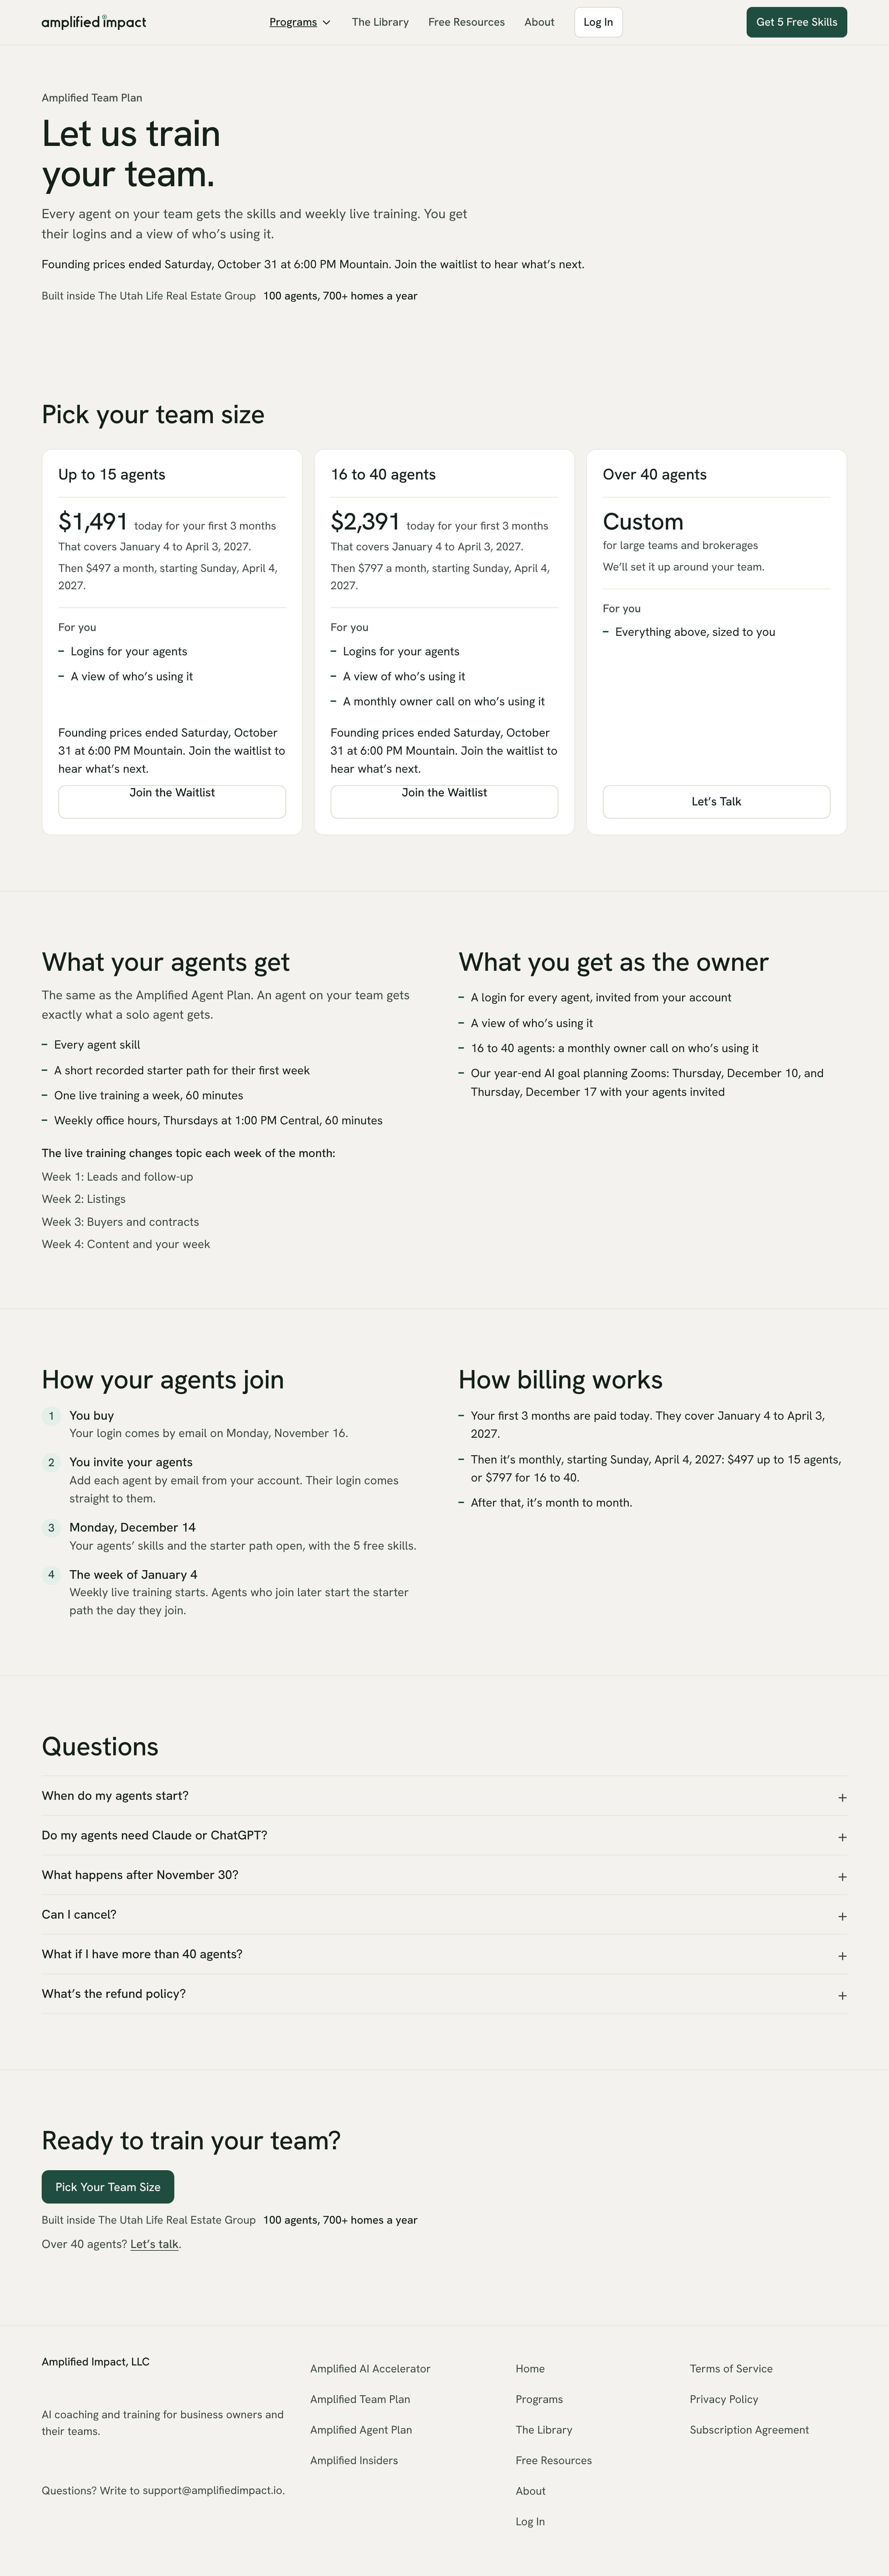 amplified impact
Programs
The Library
Free Resources
About
Log In
Get 5 Free Skills
Amplified Team Plan
Let us train
your team.
Every agent on your team gets the skills and weekly live training. You get
their logins and a view of who’s using it.
Founding prices ended Saturday, October 31 at 6:00 PM Mountain. Join the waitlist to hear what’s next.
Built inside The Utah Life Real Estate Group 100 agents, 700+ homes a year
Pick your team size
Up to 15 agents
$1,491 today for your first 3 months
That covers January 4 to April 3, 2027.
Then $497 a month, starting Sunday, April 4,
2027.
For you
– Logins for your agents
– A view of who’s using it
Founding prices ended Saturday, October
31 at 6:00 PM Mountain. Join the waitlist to
hear what’s next.
Join the Waitlist
16 to 40 agents
$2,391 today for your first 3 months
That covers January 4 to April 3, 2027.
Then $797 a month, starting Sunday, April 4,
2027.
For you
– Logins for your agents
– A view of who’s using it
– A monthly owner call on who’s using it
Founding prices ended Saturday, October
31 at 6:00 PM Mountain. Join the waitlist to
hear what’s next.
Join the Waitlist
Over 40 agents
Custom
for large teams and brokerages
We’ll set it up around your team.
For you
– Everything above, sized to you
Let’s Talk
What your agents get
The same as the Amplified Agent Plan. An agent on your team gets
exactly what a solo agent gets.
– Every agent skill
– A short recorded starter path for their first week
– One live training a week, 60 minutes
– Weekly office hours, Thursdays at 1:00 PM Central, 60 minutes
The live training changes topic each week of the month:
Week 1: Leads and follow-up
Week 2: Listings
Week 3: Buyers and contracts
Week 4: Content and your week
What you get as the owner
– A login for every agent, invited from your account
– A view of who’s using it
– 16 to 40 agents: a monthly owner call on who’s using it
– Our year-end AI goal planning Zooms: Thursday, December 10, and
Thursday, December 17 with your agents invited
How your agents join
1 You buy
Your login comes by email on Monday, November 16.
2 You invite your agents
Add each agent by email from your account. Their login comes
straight to them.
3 Monday, December 14
Your agents’ skills and the starter path open, with the 5 free skills.
4 The week of January 4
Weekly live training starts. Agents who join later start the starter
path the day they join.
How billing works
– Your first 3 months are paid today. They cover January 4 to April 3,
2027.
– Then it’s monthly, starting Sunday, April 4, 2027: $497 up to 15 agents,
or $797 for 16 to 40.
– After that, it’s month to month.
Questions
When do my agents start? +
Do my agents need Claude or ChatGPT? +
What happens after November 30? +
Can I cancel? +
What if I have more than 40 agents? +
What’s the refund policy? +
Ready to train your team?
Pick Your Team Size
Built inside The Utah Life Real Estate Group 100 agents, 700+ homes a year
Over 40 agents? Let’s talk.
Amplified Impact, LLC
AI coaching and training for business owners and
their teams.
Questions? Write to support@amplifiedimpact.io.
Amplified AI Accelerator
Amplified Team Plan
Amplified Agent Plan
Amplified Insiders
Home
Programs
The Library
Free Resources
About
Log In
Terms of Service
Privacy Policy
Subscription Agreement